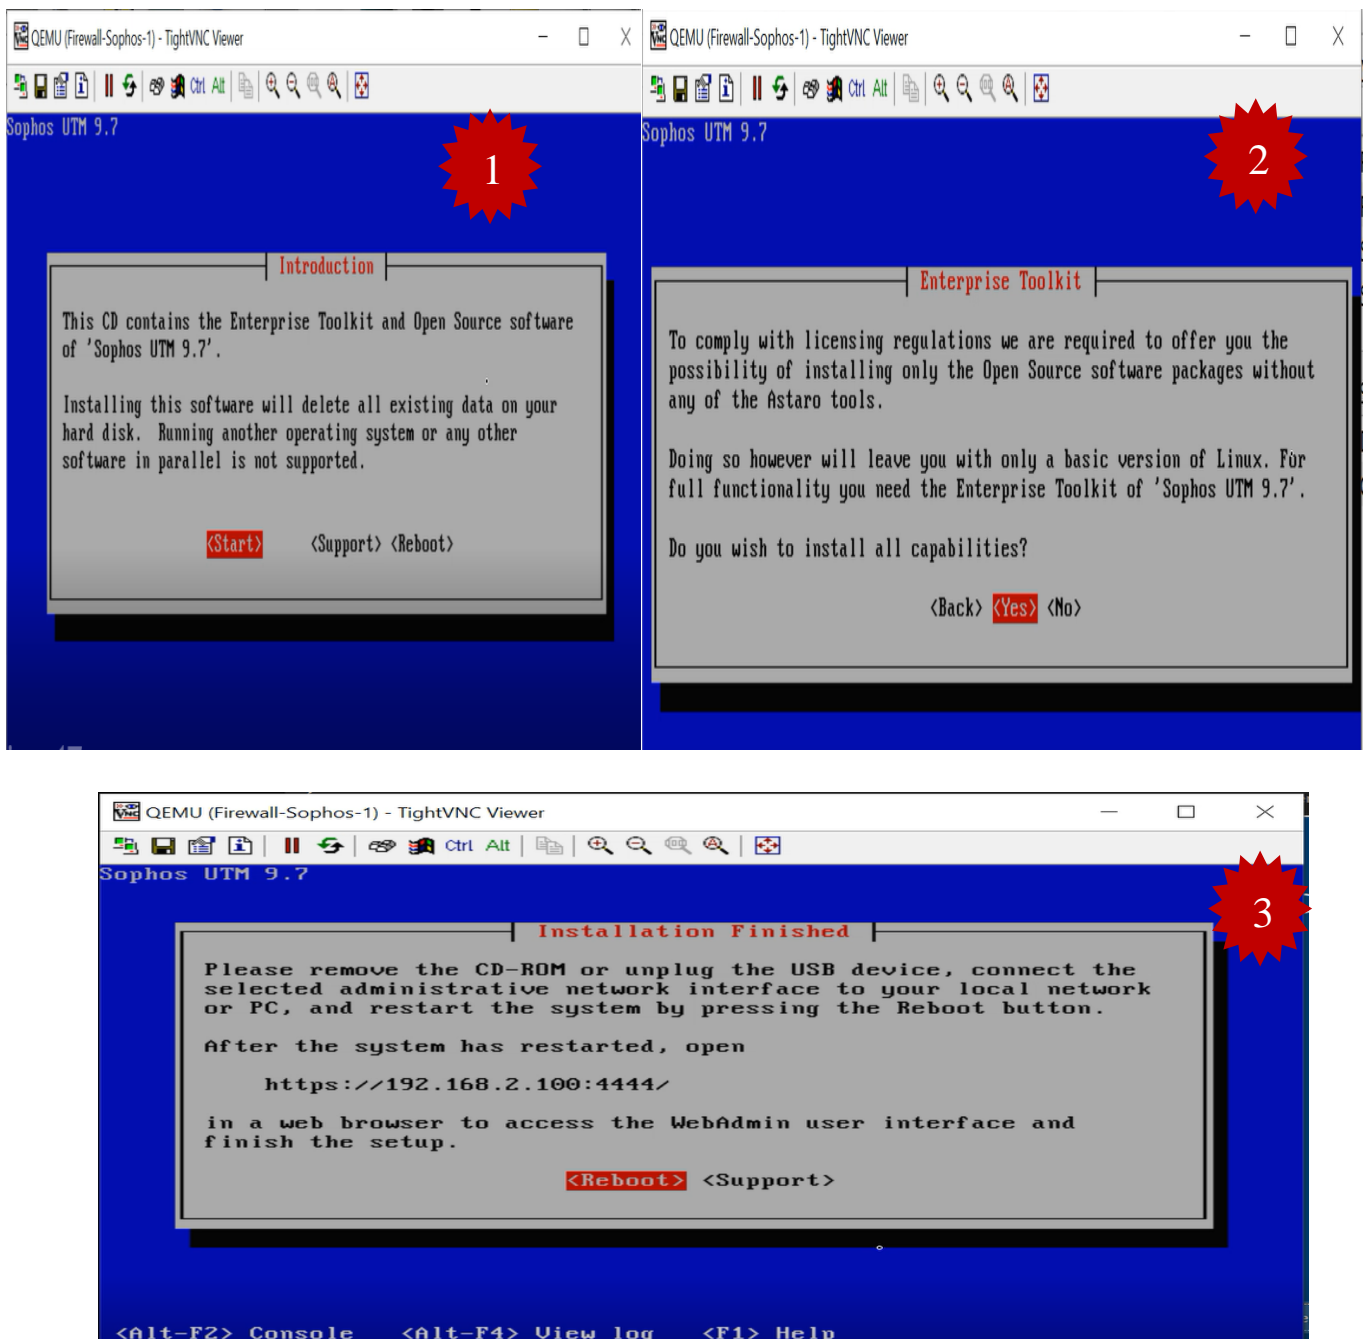 QEMU (Firewall-Sophos-1) - TightVNC Viewer
Ctrl Alt
Sophos UTM 9.7
1
Introduction
This CD contains the Enterprise Toolkit and Open Source software
of 'Sophos UTM 9.7'.
Installing this software will delete all existing data on your
hard disk. Running another operating system or any other
software in parallel is not supported.
<Start> <Support> <Reboot>
QEMU (Firewall-Sophos-1) - TightVNC Viewer
Ctrl Alt
Sophos UTM 9.7
2
Enterprise Toolkit
To comply with licensing regulations we are required to offer you the
possibility of installing only the Open Source software packages without
any of the Astaro tools.
Doing so however will leave you with only a basic version of Linux. For
full functionality you need the Enterprise Toolkit of 'Sophos UTM 9.7'.
Do you wish to install all capabilities?
<Back> <Yes> <No>
QEMU (Firewall-Sophos-1) - TightVNC Viewer
Ctrl Alt
Sophos UTM 9.7
3
Installation Finished
Please remove the CD-ROM or unplug the USB device, connect the
selected administrative network interface to your local network
or PC, and restart the system by pressing the Reboot button.
After the system has restarted, open
https://192.168.2.100:4444/
in a web browser to access the WebAdmin user interface and
finish the setup.
<Reboot> <Support>
<Alt-F2> Console <Alt-F4> View log <F1> Help